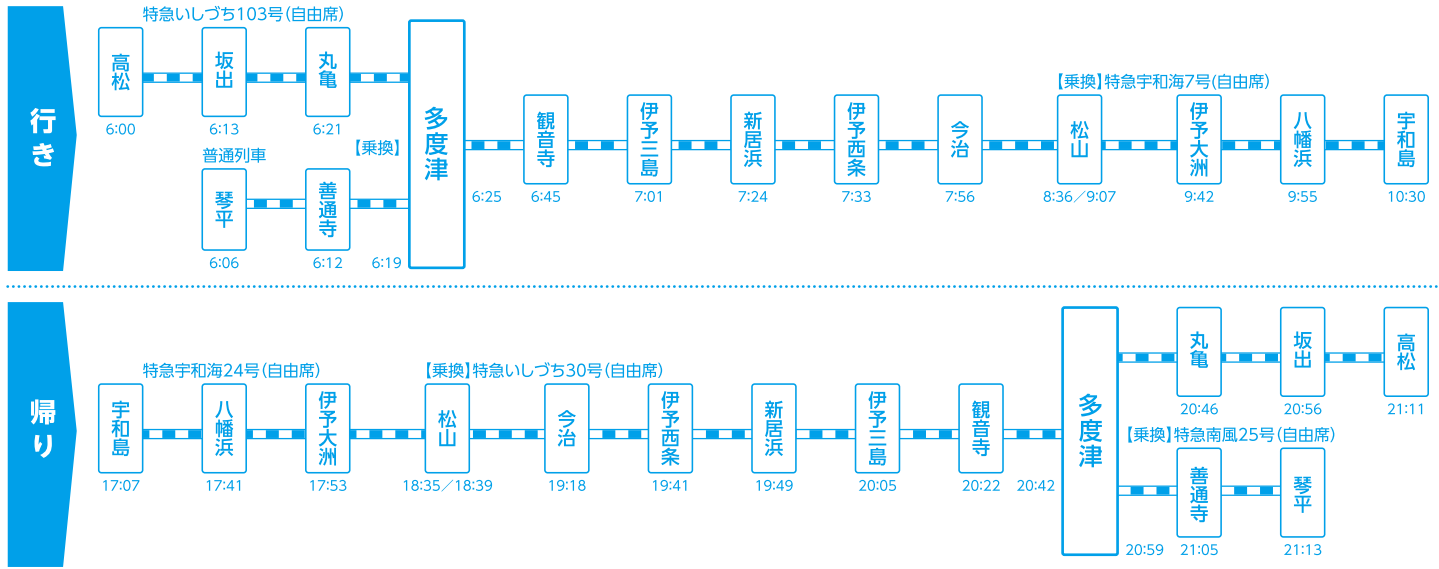 行き
特急いしづち103号(自由席)
高松
6:00
坂出
6:13
丸亀
6:21
普通列車
琴平
6:06
善通寺
6:12
6:19
【乗換】
多度津
6:25
観音寺
6:45
伊予三島
7:01
新居浜
7:24
伊予西条
7:33
今治
7:56
【乗換】特急宇和海7号(自由席)
松山
8:36／9:07
伊予大洲
9:42
八幡浜
9:55
宇和島
10:30
帰り
特急宇和海24号(自由席)
宇和島
17:07
八幡浜
17:41
伊予大洲
17:53
【乗換】特急いしづち30号(自由席)
松山
18:35／18:39
今治
19:18
伊予西条
19:41
新居浜
19:49
伊予三島
20:05
観音寺
20:22
20:42
多度津
丸亀
20:46
坂出
20:56
高松
21:11
【乗換】特急南風25号(自由席)
20:59
善通寺
21:05
琴平
21:13